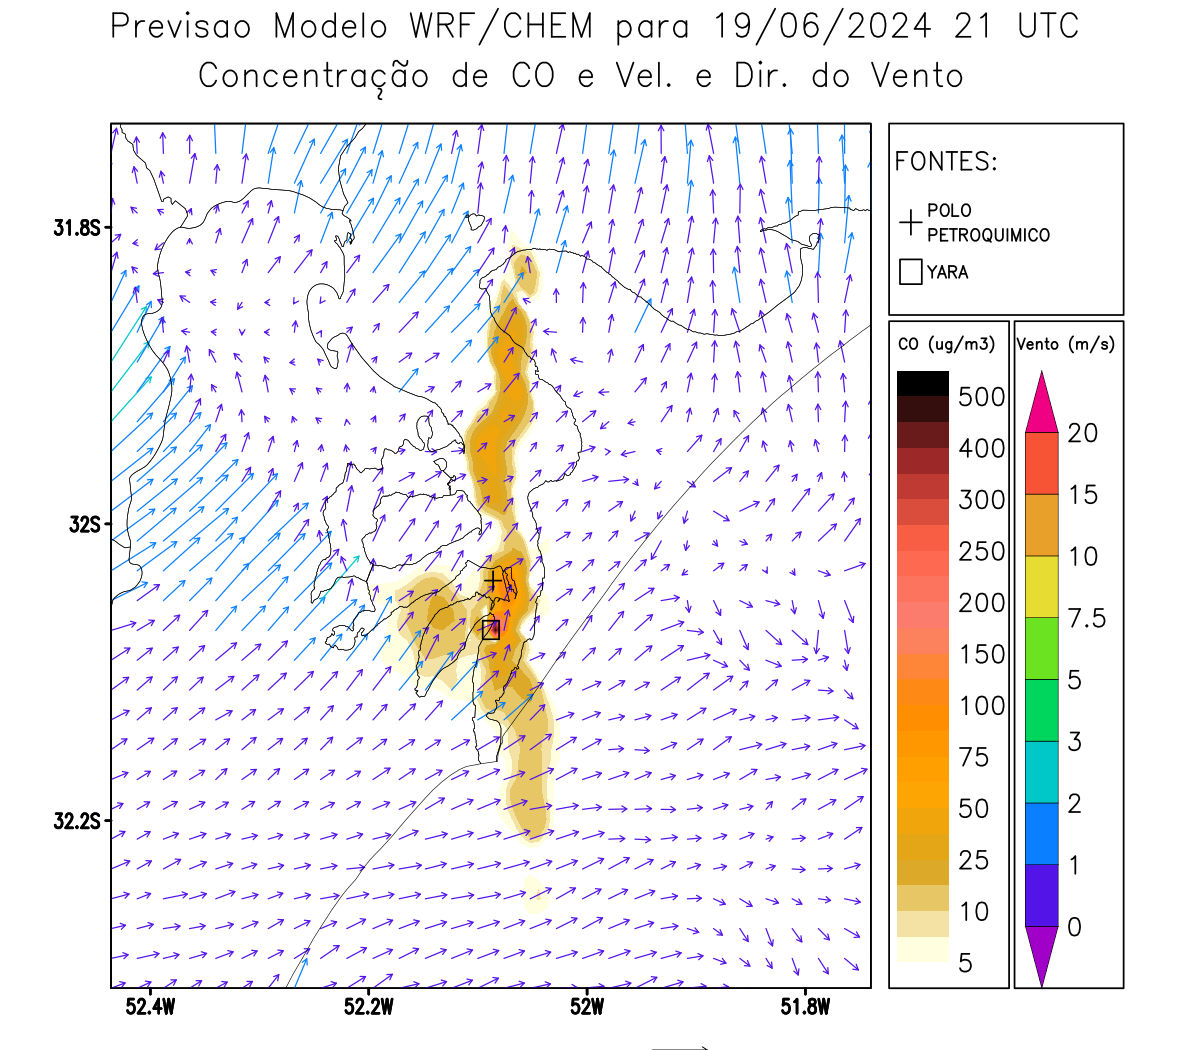 Previsao Modelo WRF/CHEM para 19/06/2024 21 UTC
Concentração de CO e Vel. e Dir. do Vento
FONTES:
POLO
PETROQUIMICO
YARA
CO (ug/m3)
500
400
300
250
200
150
100
75
50
25
10
5
Vento (m/s)
20
15
10
7.5
5
3
2
1
0
31.8S
32S
32.2S
52.4W
52.2W
52W
51.8W